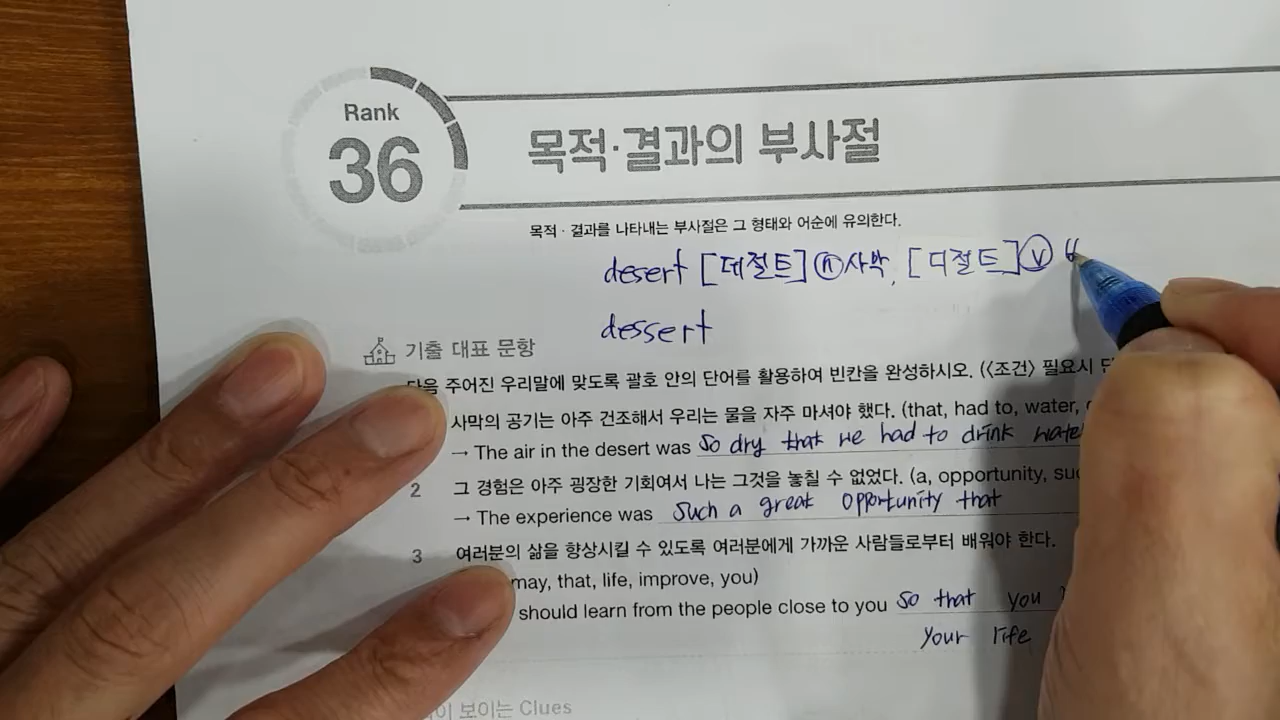 Rank
36
목적·결과의 부사절
목적·결과를 나타내는 부사절은 그 형태와 어순에 유의한다.
desert [데절트] ⓝ사막, [디절트] ⓥ
dessert
기출 대표 문항
다음 주어진 우리말에 맞도록 괄호 안의 단어를 활용하여 빈칸을 완성하시오. (〈조건〉 필요시
사막의 공기는 아주 건조해서 우리는 물을 자주 마셔야 했다. (that, had to, water,
→ The air in the desert was so dry that we had to drink water
2 그 경험은 아주 굉장한 기회여서 나는 그것을 놓칠 수 없었다. (a, opportunity,
→ The experience was such a great opportunity that
3 여러분의 삶을 향상시킬 수 있도록 여러분에게 가까운 사람들로부터 배워야 한다.
may, that, life, improve, you)
should learn from the people close to you so that you
your life
보이는 Clues